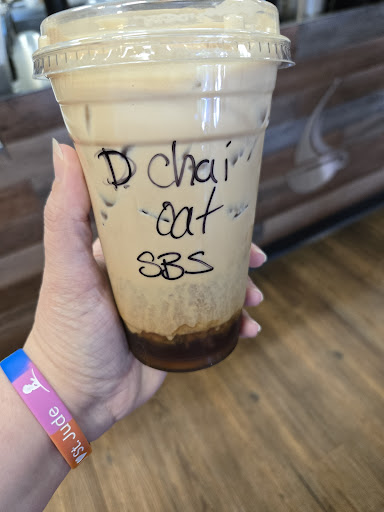 D chai
oat
SBS
St. Jude